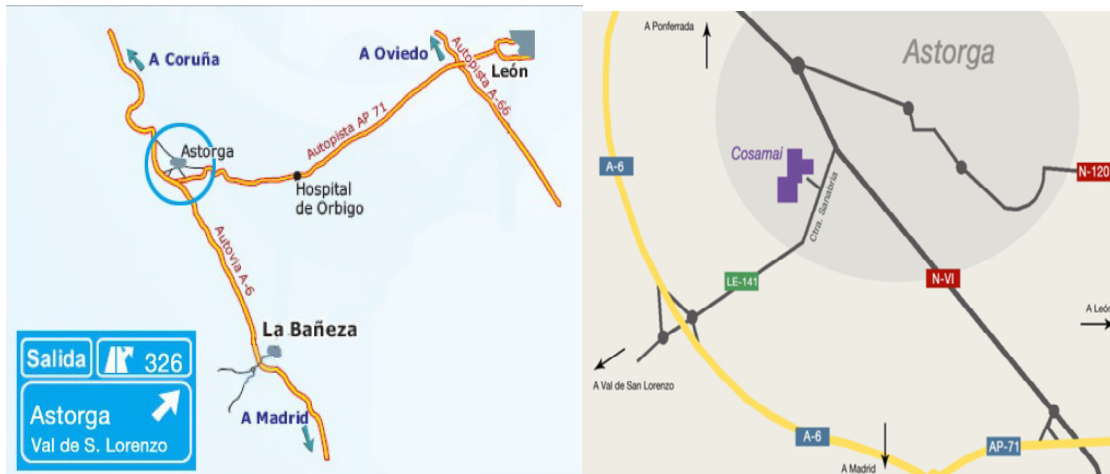 A Coruña
A Oviedo
Autopista A-66
León
Autopista AP 71
Astorga
Hospital
de Orbigo
Autovia A-6
La Bañeza
A Madrid
Salida
326
Astorga
Val de S. Lorenzo
A Ponferrada
Astorga
Cosamai
A-6
N-120
Ctra. Sanabria
LE-141
N-VI
A León
A Val de San Lorenzo
A-6
AP-71
A Madrid